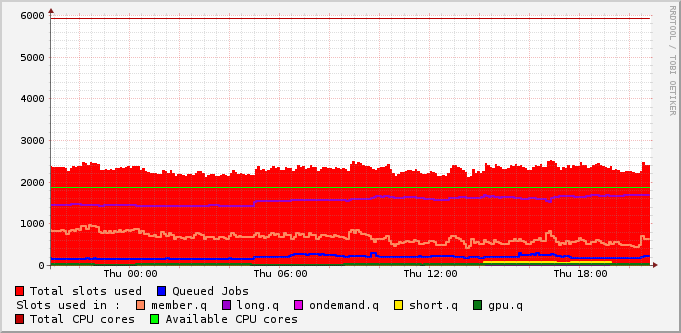 RRDTOOL / TOBI OETIKER
6000
5000
4000
3000
2000
1000
0
Thu 00:00 Thu 06:00 Thu 12:00 Thu 18:00
Total slots used Queued Jobs
Slots used in : member.q long.q ondemand.q short.q gpu.q
Total CPU cores Available CPU cores